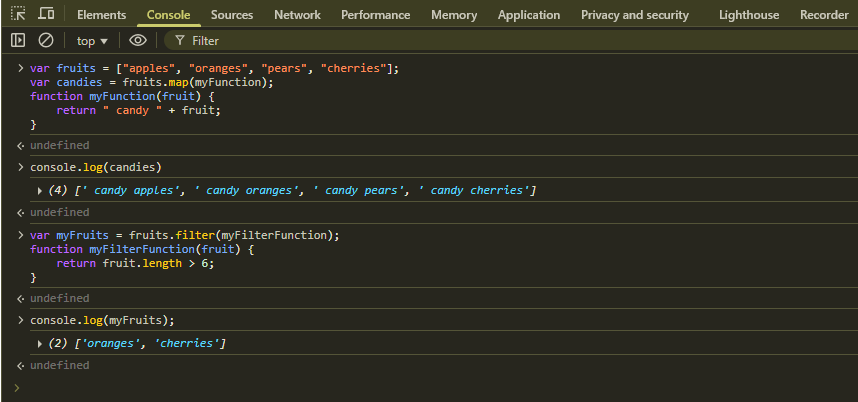 Elements Console Sources Network Performance Memory Application Privacy and security Lighthouse Recorder
top Filter
var fruits = ["apples", "oranges", "pears", "cherries"];
var candies = fruits.map(myFunction);
function myFunction(fruit) {
    return " candy " + fruit;
}
undefined
console.log(candies)
(4) [' candy apples', ' candy oranges', ' candy pears', ' candy cherries']
undefined
var myFruits = fruits.filter(myFilterFunction);
function myFilterFunction(fruit) {
    return fruit.length > 6;
}
undefined
console.log(myFruits);
(2) ['oranges', 'cherries']
undefined